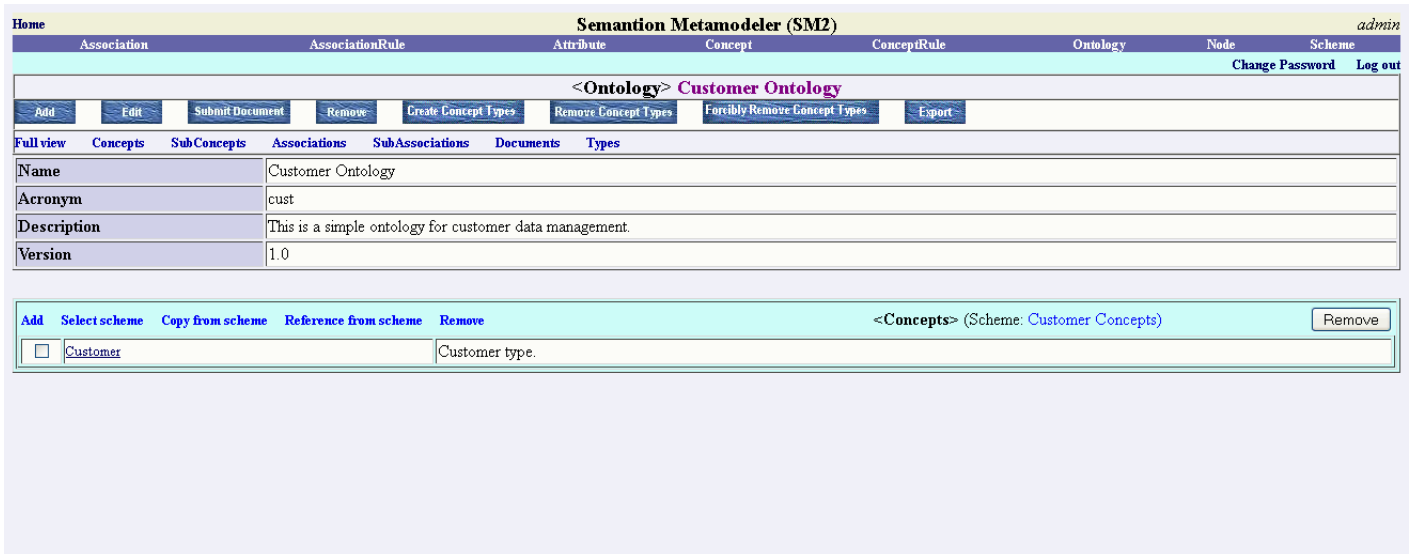 Home Semantion Metamodeler (SM2) admin
Association AssociationRule Attribute Concept ConceptRule Ontology Node Scheme
Change Password Log out
<Ontology> Customer Ontology
Add Edit Submit Document Remove Create Concept Types Remove Concept Types Forcibly Remove Concept Types Export
Full view Concepts SubConcepts Associations SubAssociations Documents Types
Name Customer Ontology
Acronym cust
Description This is a simple ontology for customer data management.
Version 1.0
Add Select scheme Copy from scheme Reference from scheme Remove <Concepts> (Scheme: Customer Concepts) Remove
Customer Customer type.